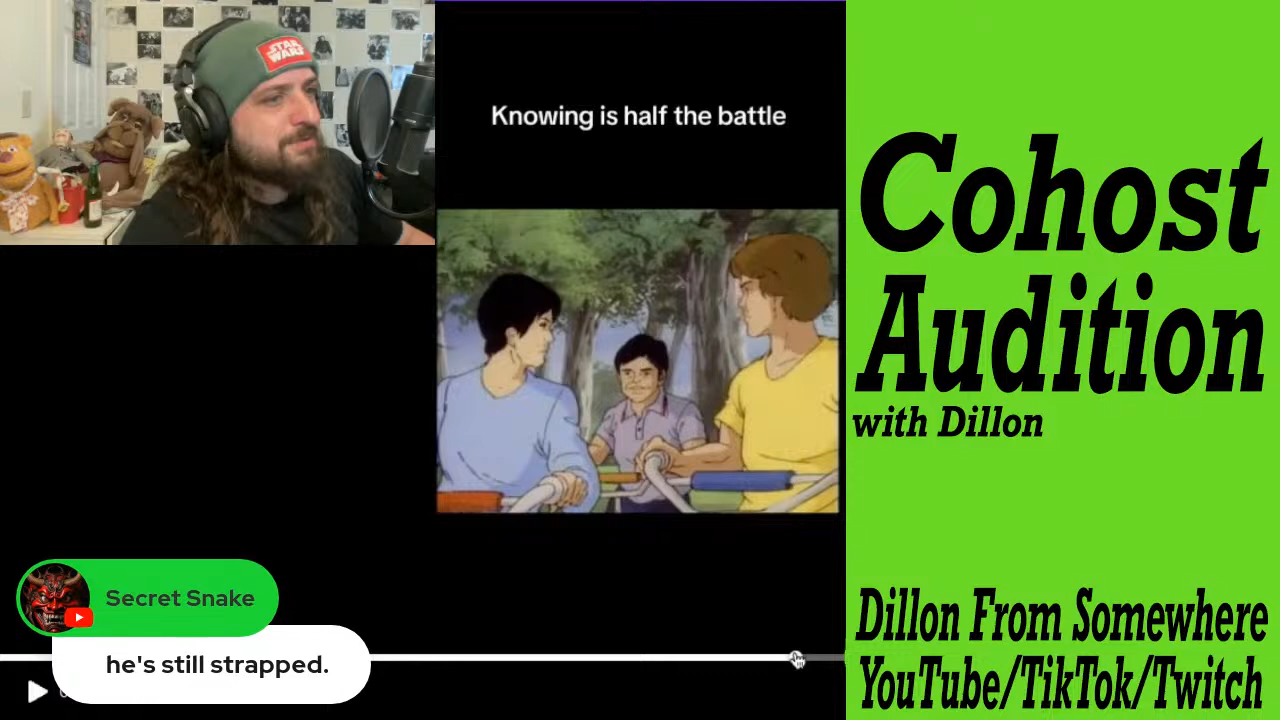 STAR
WARS
Knowing is half the battle
Cohost
Audition
with Dillon
Secret Snake
he's still strapped.
Dillon From Somewhere
YouTube/TikTok/Twitch